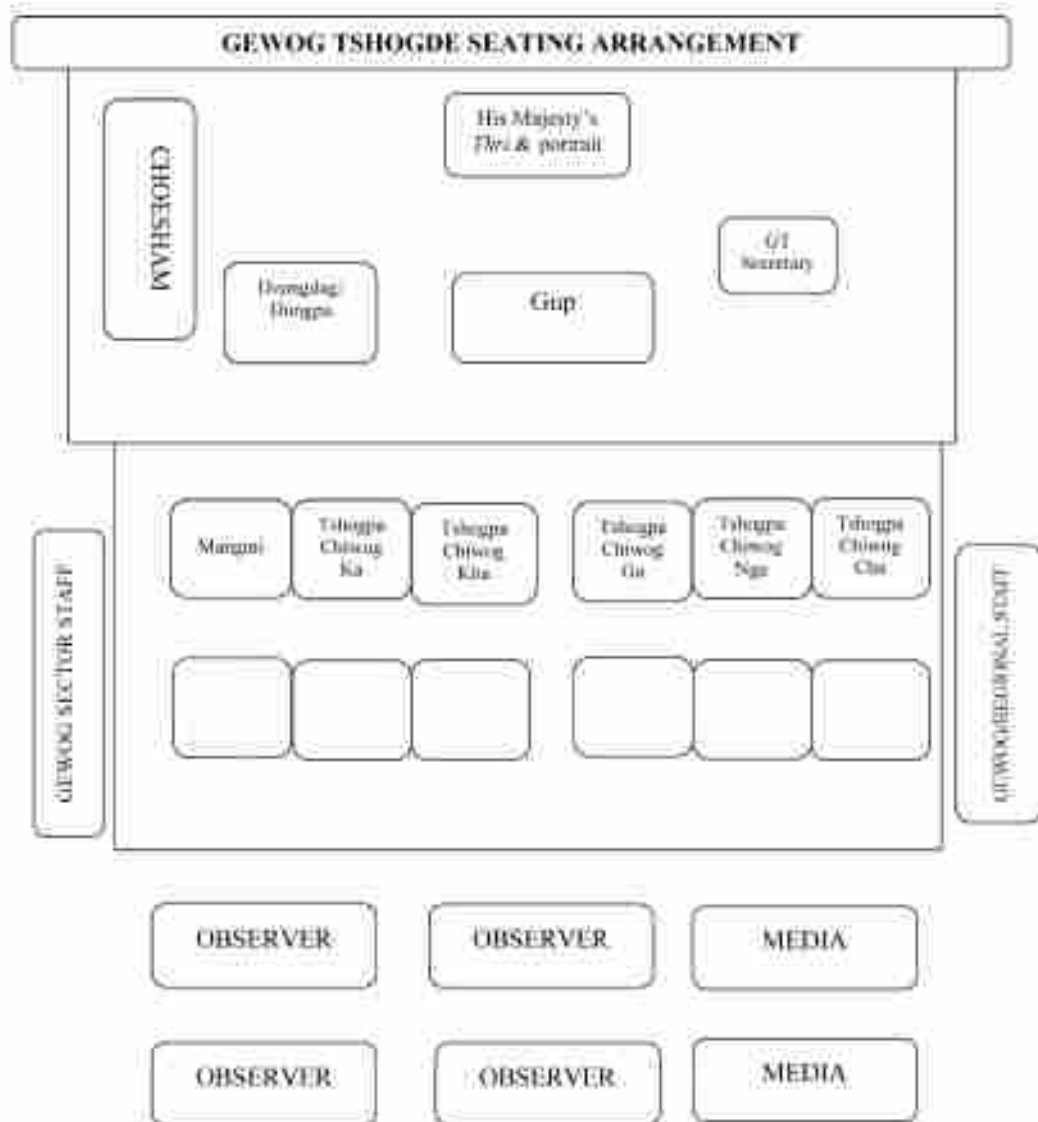 GEWOG TSHOGDE SEATING ARRANGEMENT
His Majesty's
Thri & portrait
CHOESHAM
GT
Secretary
Dzongdag/
Dungpa
Gup
Mangmi
Tshogpa
Chiwog
Ka
Tshogpa
Chiwog
Kha
Tshogpa
Chiwog
Ga
Tshogpa
Chiwog
Nga
Tshogpa
Chiwog
Cha
GEWOG SECTOR STAFF
GEWOG/REGIONAL STAFF
OBSERVER
OBSERVER
MEDIA
OBSERVER
OBSERVER
MEDIA